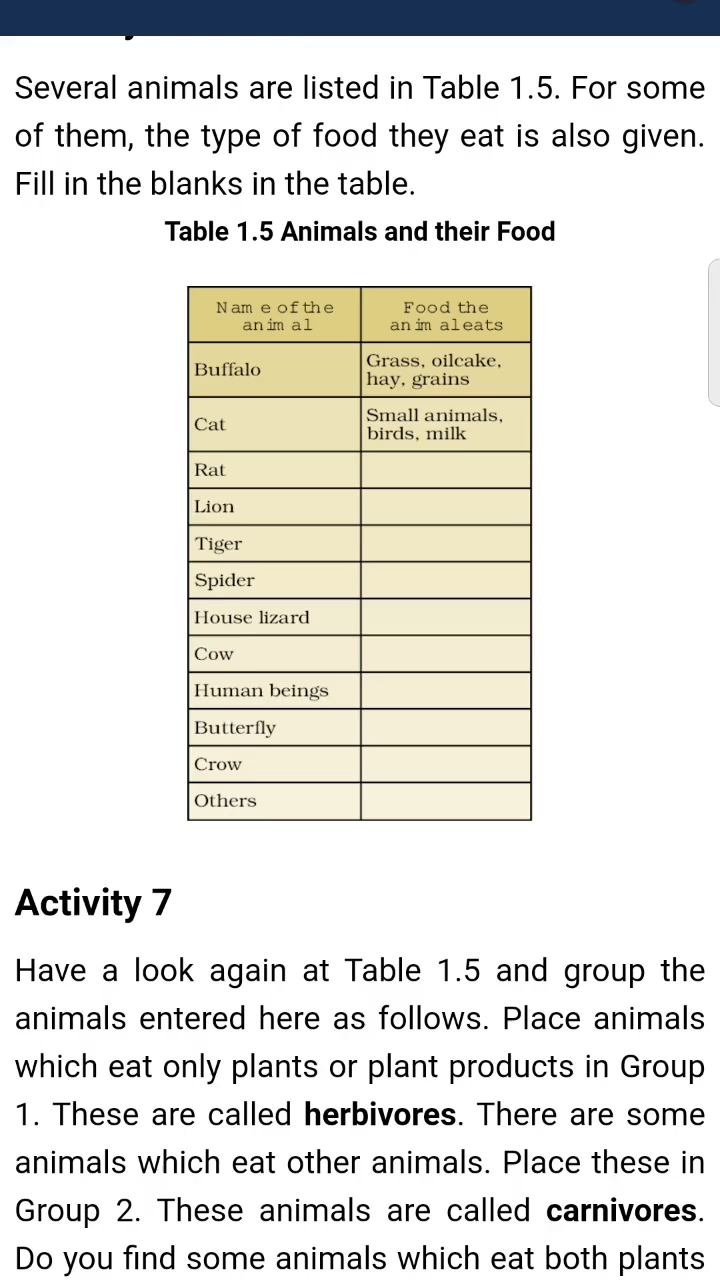 Several animals are listed in Table 1.5. For some
of them, the type of food they eat is also given.
Fill in the blanks in the table.
Table 1.5 Animals and their Food
Nam e of the
anim al
Food the
anim aleats
Buffalo
Grass, oilcake,
hay, grains
Cat
Small animals,
birds, milk
Rat
Lion
Tiger
Spider
House lizard
Cow
Human beings
Butterfly
Crow
Others
Activity 7
Have a look again at Table 1.5 and group the
animals entered here as follows. Place animals
which eat only plants or plant products in Group
1. These are called herbivores. There are some
animals which eat other animals. Place these in
Group 2. These animals are called carnivores.
Do you find some animals which eat both plants